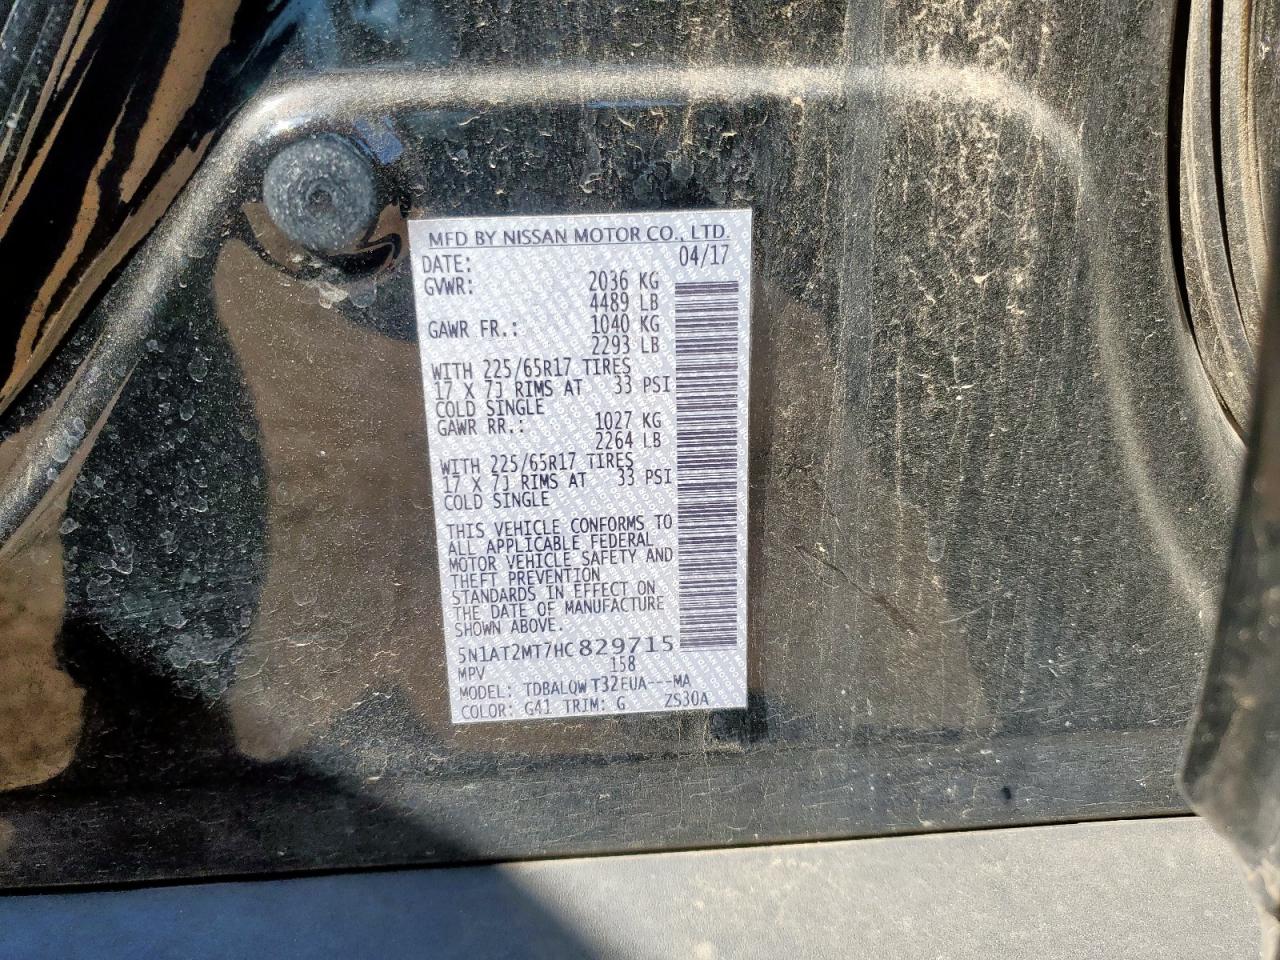 MFD BY NISSAN MOTOR CO., LTD.
DATE: 04/17
GVWR: 2036 KG
4489 LB
GAWR FR.: 1040 KG
2293 LB
WITH 225/65R17 TIRES
17 X 7J RIMS AT 33 PSI
COLD SINGLE
GAWR RR.: 1027 KG
2264 LB
WITH 225/65R17 TIRES
17 X 7J RIMS AT 33 PSI
COLD SINGLE
THIS VEHICLE CONFORMS TO
ALL APPLICABLE FEDERAL
MOTOR VEHICLE SAFETY AND
THEFT PREVENTION
STANDARDS IN EFFECT ON
THE DATE OF MANUFACTURE
SHOWN ABOVE.
5N1AT2MT7HC829715
MPV 158
MODEL: TDBALQWT32EUA---MA
COLOR: G41 TRIM: G ZS30A